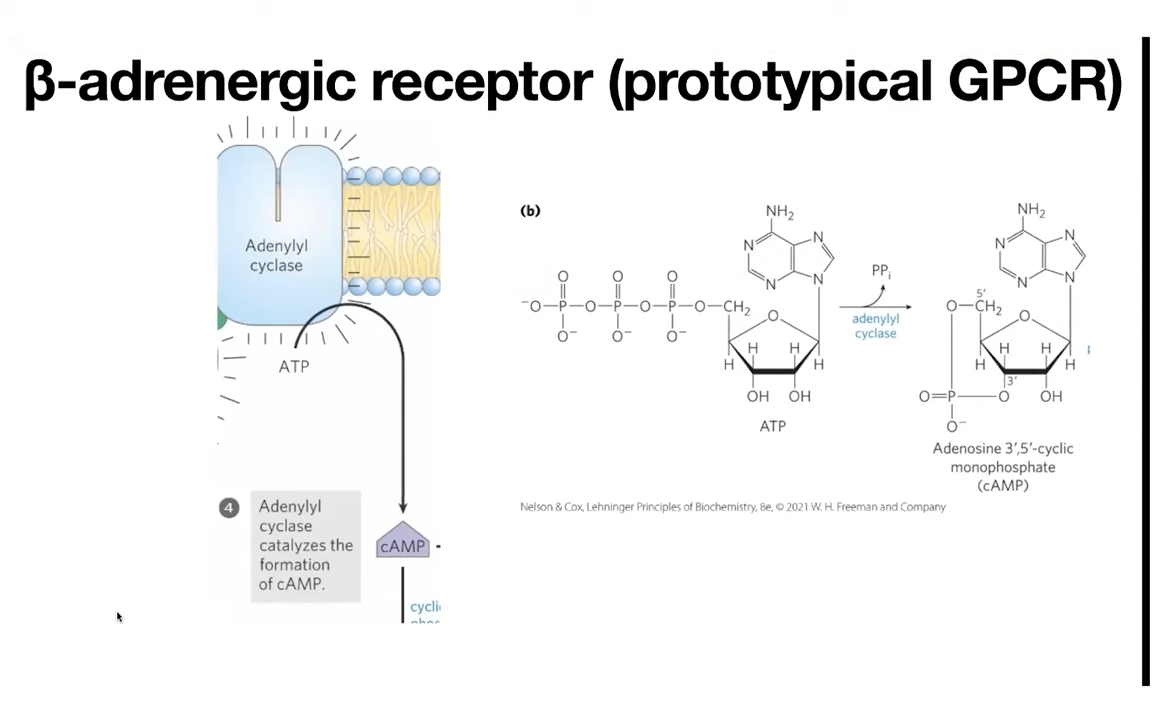 β-adrenergic receptor (prototypical GPCR)
Adenylyl
cyclase
ATP
4
Adenylyl
cyclase
catalyzes the
formation
of cAMP.
cAMP
(b)
NH₂
N
N
N
N
O
O
O
⁻O—P—O—P—O—P—O—CH₂
O⁻
O⁻
O⁻
O
H
H
H
H
OH
OH
ATP
PPᵢ
adenylyl
cyclase
NH₂
N
N
N
N
5′
O—CH₂
O
H
H
H
H
3′
O=P—O
OH
O⁻
Adenosine 3′,5′-cyclic
monophosphate
(cAMP)
Nelson & Cox, Lehninger Principles of Biochemistry, 8e, © 2021 W. H. Freeman and Company